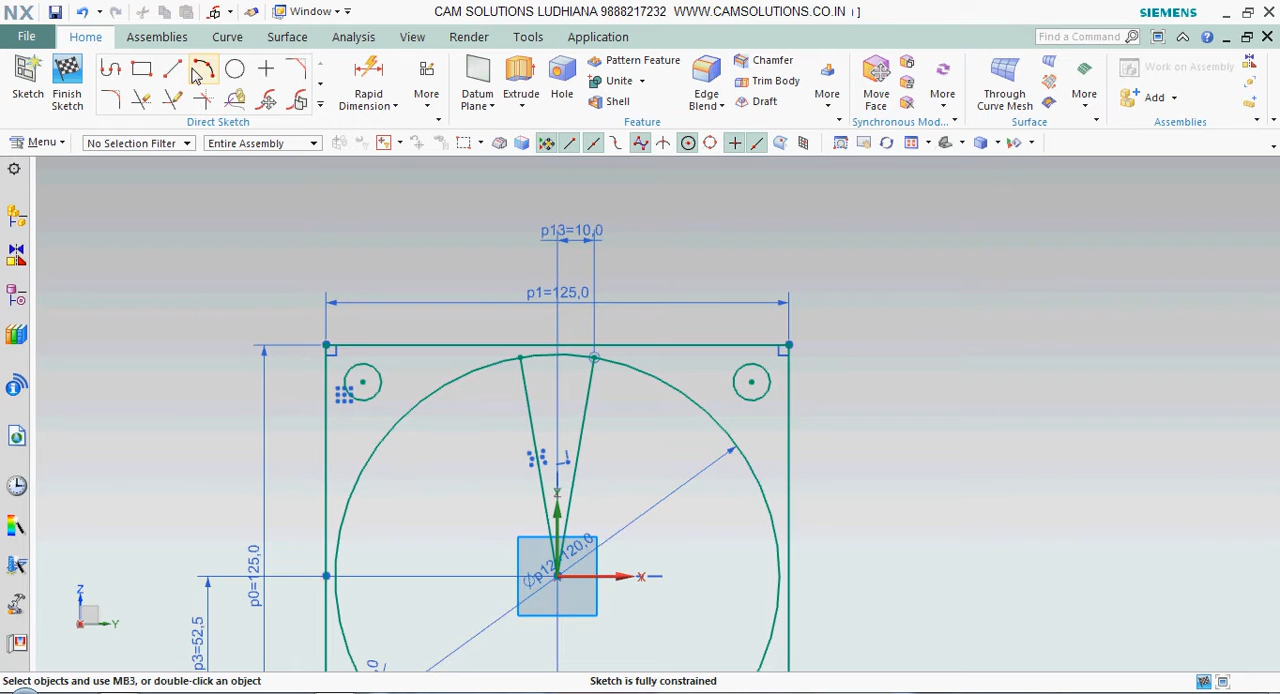 NX Window CAM SOLUTIONS LUDHIANA 9888217232 WWW.CAMSOLUTIONS.CO.IN ] SIEMENS
File Home Assemblies Curve Surface Analysis View Render Tools Application Find a Command
Sketch Finish Sketch Direct Sketch
Rapid Dimension More
Datum Plane Extrude Hole Pattern Feature Unite Shell Feature
Edge Blend Chamfer Trim Body Draft More
Move Face More Synchronous Mod...
Through Curve Mesh More Surface
Work on Assembly Add Assemblies
Menu No Selection Filter Entire Assembly
p13=10,0
p1=125,0
p0=125,0
Øp12=120,0
p3=52,5
Z
X
Z
Y
Select objects and use MB3, or double-click an object Sketch is fully constrained